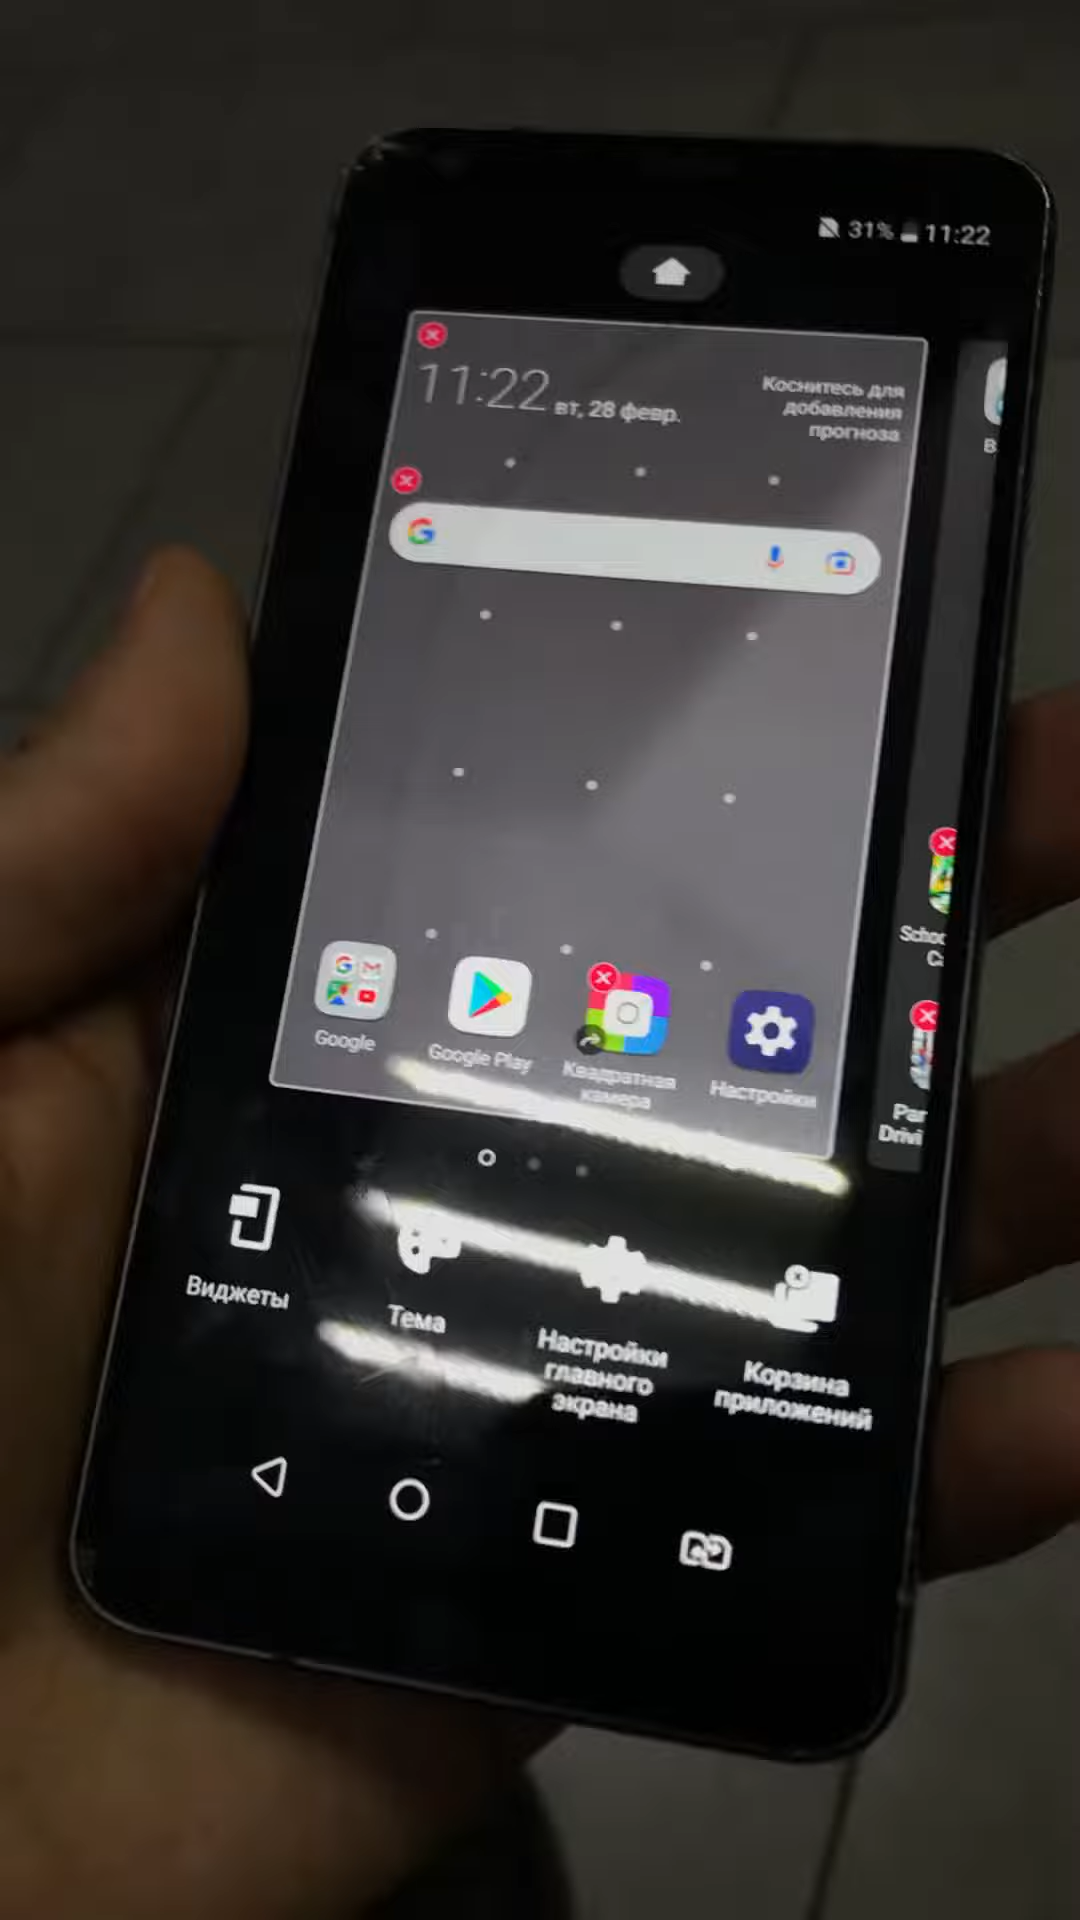 31% 11:22
11:22 вт, 28 февр.
Коснитесь для
добавления
прогноза
Google
Google Play
Квадратная
камера
Настройки
Виджеты
Тема
Настройки
главного
экрана
Корзина
приложений